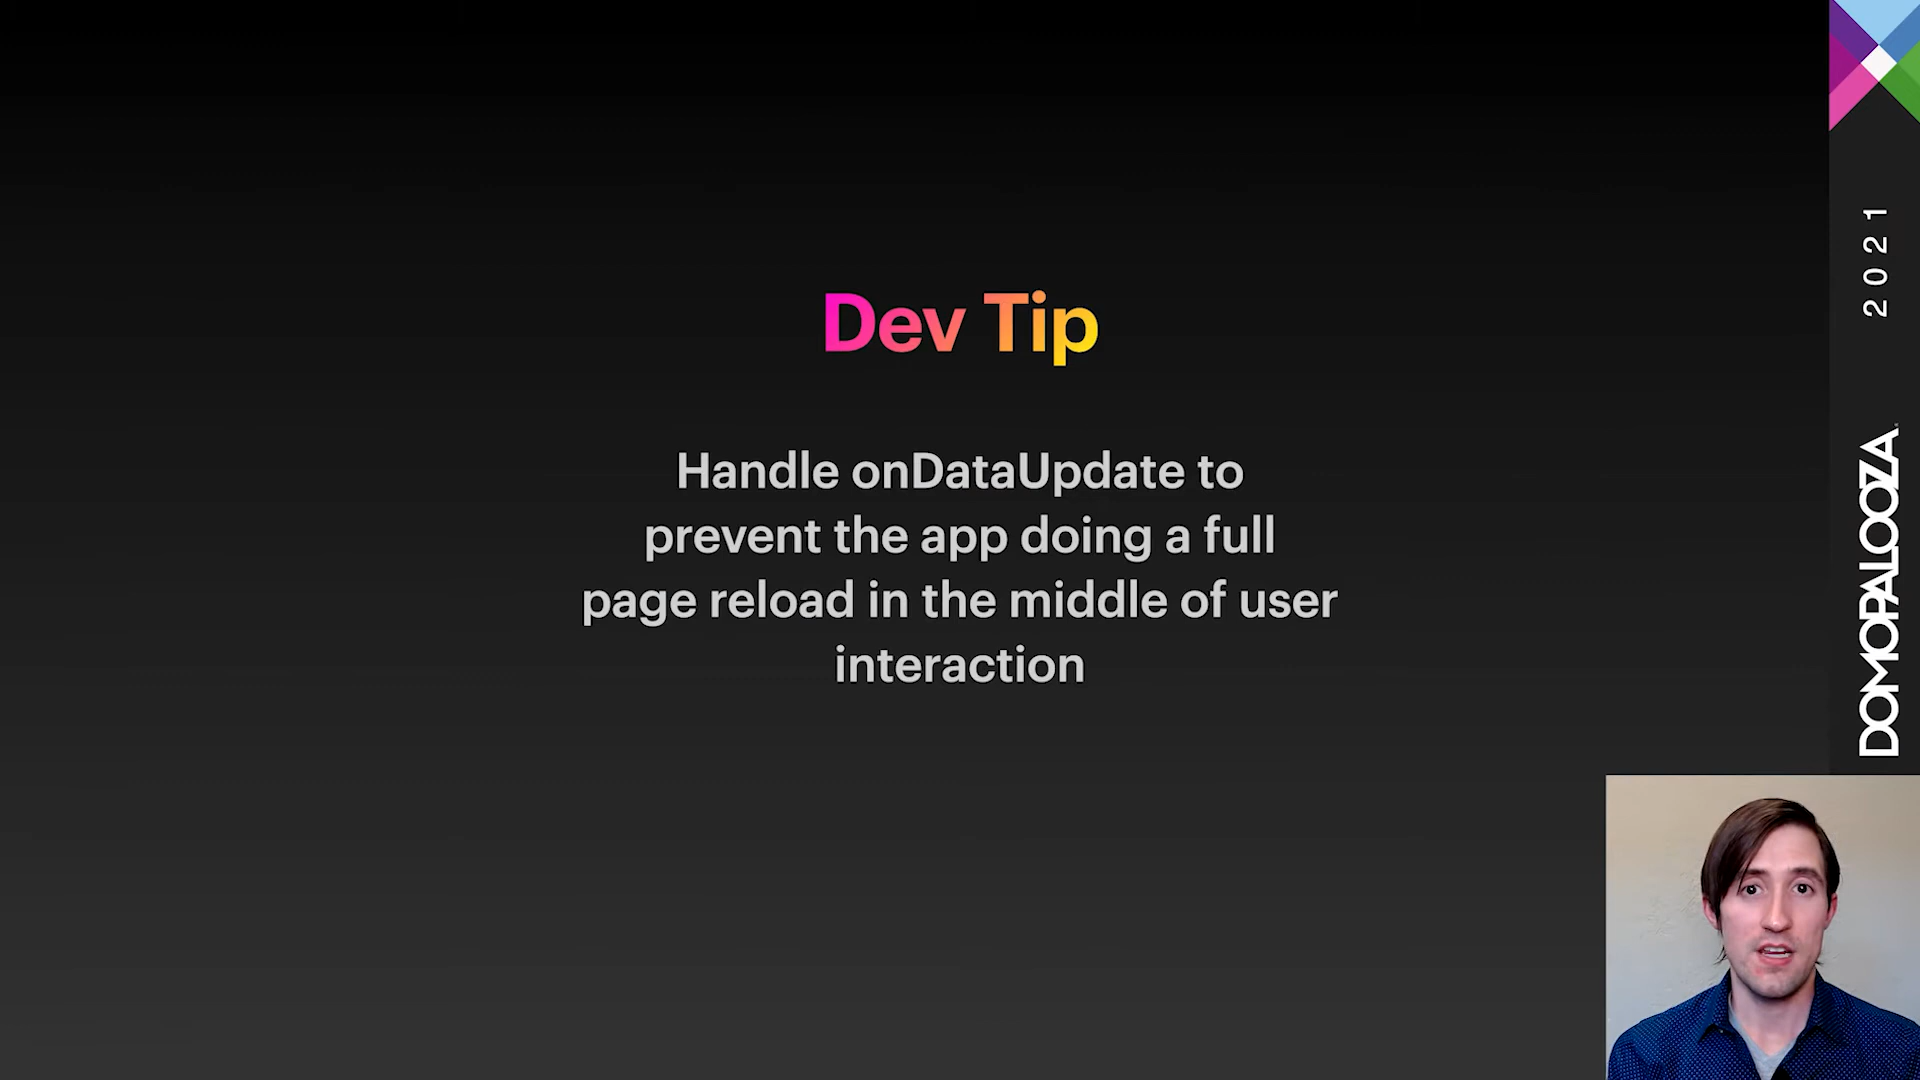 Dev Tip
Handle onDataUpdate to
prevent the app doing a full
page reload in the middle of user
interaction
2021
DOMOPALOOZA